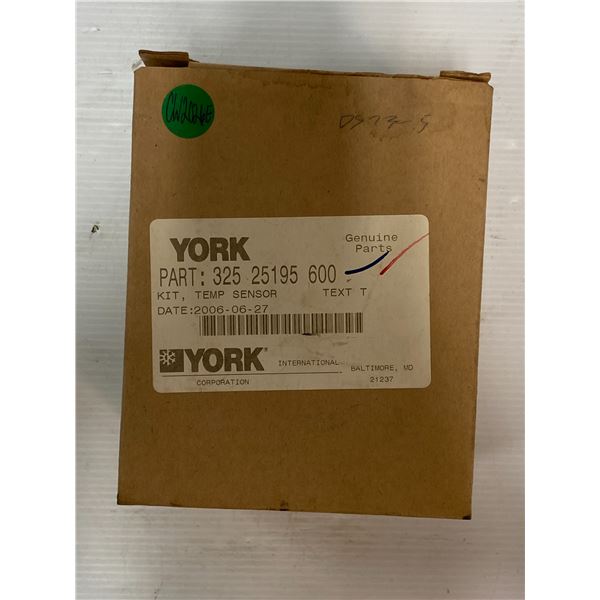 YORK
Genuine
Parts
PART: 325 25195 600
KIT, TEMP SENSOR TEXT T
DATE:2006-06-27
YORK®
INTERNATIONAL
BALTIMORE, MD
CORPORATION
21237